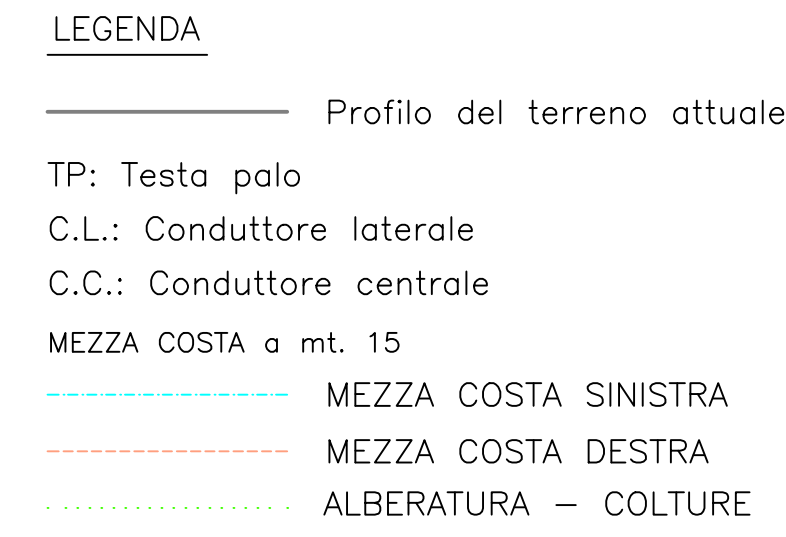 LEGENDA
Profilo del terreno attuale
TP: Testa palo
C.L.: Conduttore laterale
C.C.: Conduttore centrale
MEZZA COSTA a mt. 15
MEZZA COSTA SINISTRA
MEZZA COSTA DESTRA
ALBERATURA – COLTURE